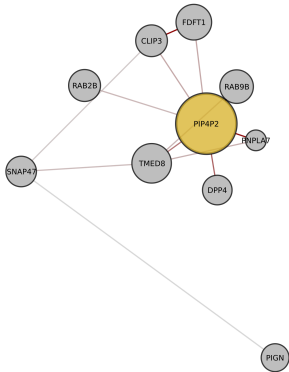 FDFT1
CLIP3
RAB2B
RAB9B
PIP4P2
PNPLA7
TMED8
SNAP47
DPP4
PIGN